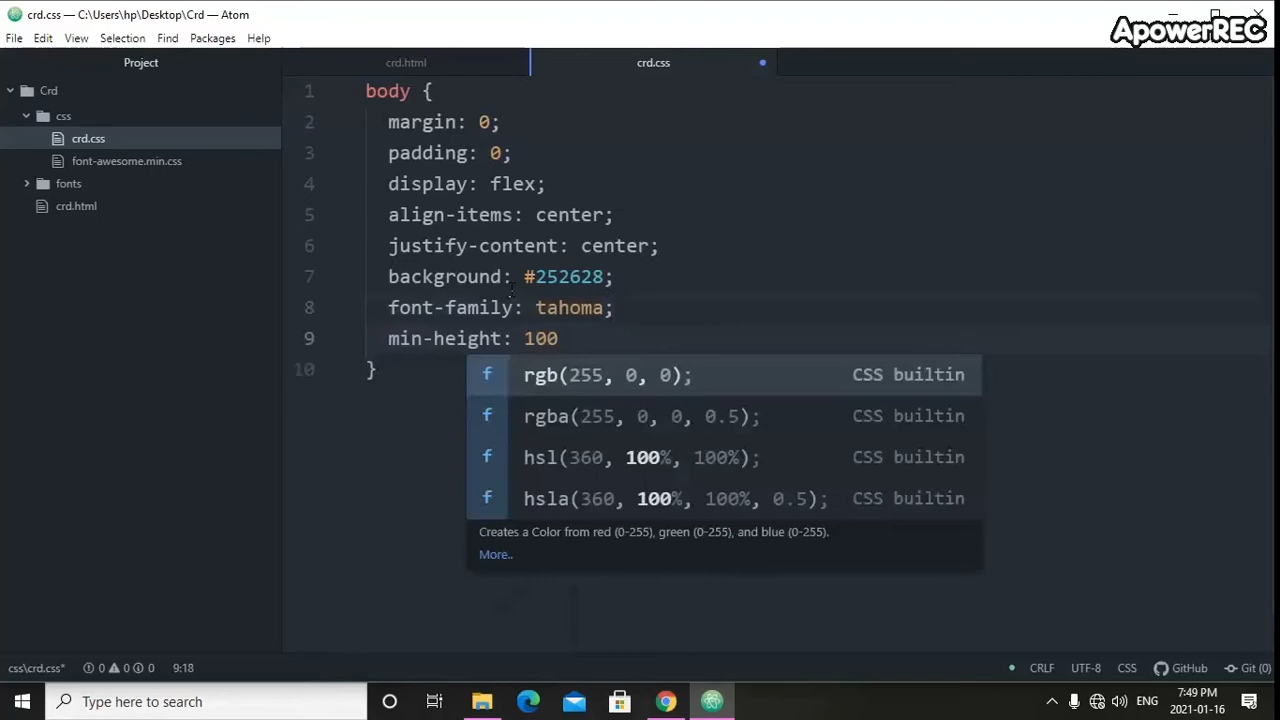 crd.css — C:\Users\hp\Desktop\Crd — Atom
ApowerREC
File Edit View Selection Find Packages Help
Project
crd.html
crd.css
Crd
css
crd.css
font-awesome.min.css
fonts
crd.html
1 body {
2 margin: 0;
3 padding: 0;
4 display: flex;
5 align-items: center;
6 justify-content: center;
7 background: #252628;
8 font-family: tahoma;
9 min-height: 100
10 }
f rgb(255, 0, 0); CSS builtin
f rgba(255, 0, 0, 0.5); CSS builtin
f hsl(360, 100%, 100%); CSS builtin
f hsla(360, 100%, 100%, 0.5); CSS builtin
Creates a Color from red (0-255), green (0-255), and blue (0-255).
More..
css\crd.css* 0 0 0 9:18 CRLF UTF-8 CSS GitHub Git (0)
Type here to search
ENG
7:49 PM
2021-01-16